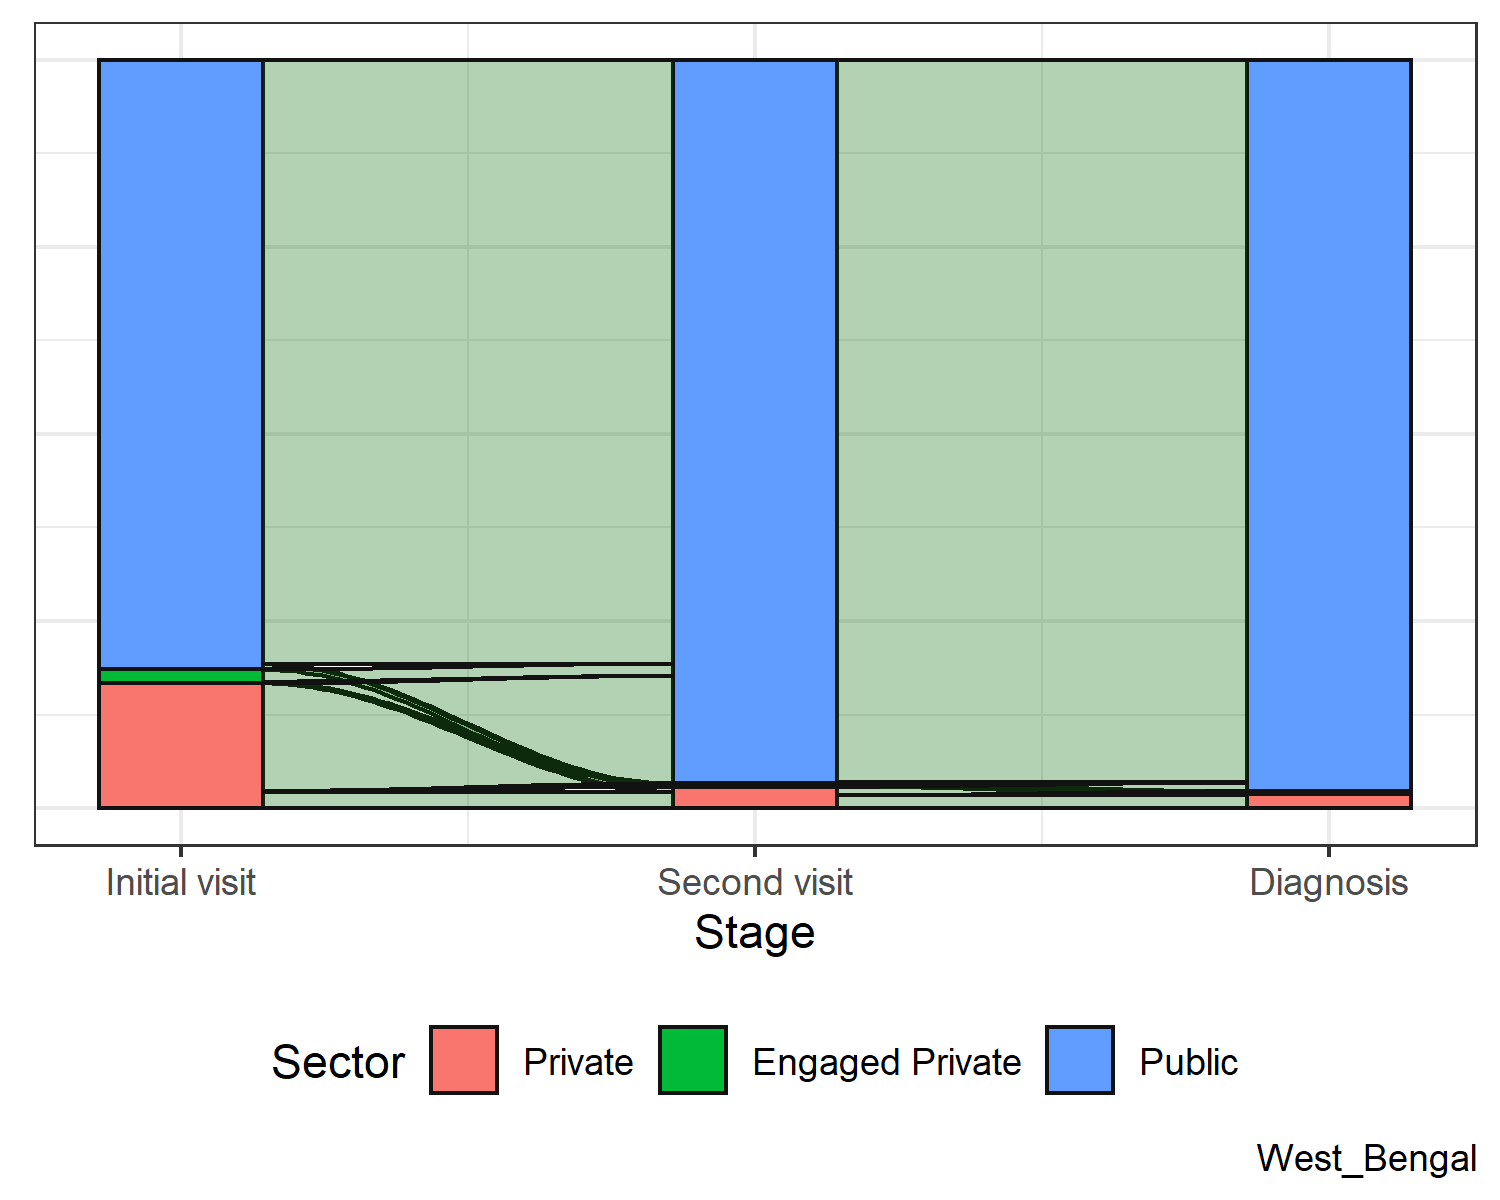 Initial visit Second visit Diagnosis
Stage
Sector Private Engaged Private Public
West_Bengal